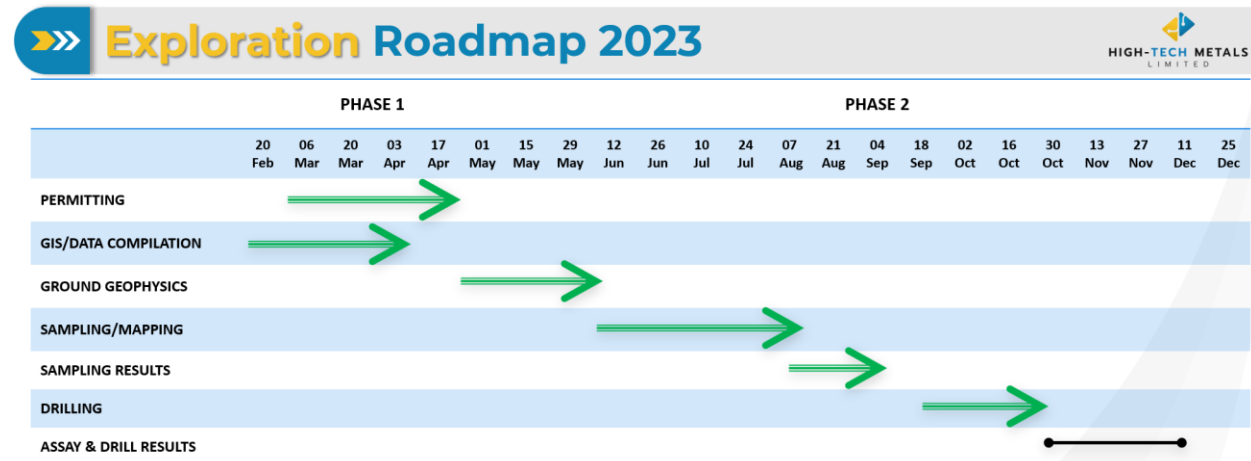 Exploration Roadmap 2023
HIGH-TECH METALS
LIMITED
PHASE 1 PHASE 2
20 06 20 03 17 01 15 29 12 26 10 24 07 21 04 18 02 16 30 13 27 11 25
Feb Mar Mar Apr Apr May May May Jun Jun Jul Jul Aug Aug Sep Sep Oct Oct Oct Nov Nov Dec Dec
PERMITTING
GIS/DATA COMPILATION
GROUND GEOPHYSICS
SAMPLING/MAPPING
SAMPLING RESULTS
DRILLING
ASSAY & DRILL RESULTS